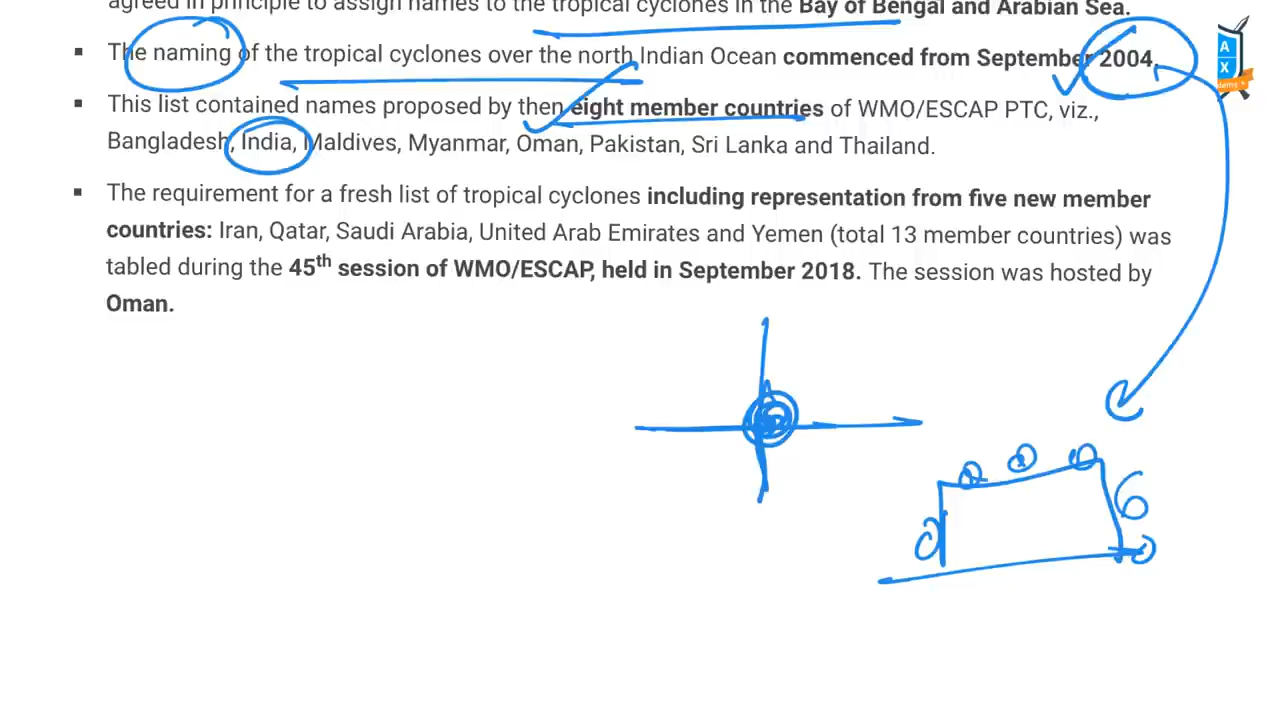 agreed in principle to assign names to the tropical cyclones in the Bay of Bengal and Arabian Sea.
▪ The naming of the tropical cyclones over the north Indian Ocean commenced from September 2004.
▪ This list contained names proposed by then eight member countries of WMO/ESCAP PTC, viz.,
Bangladesh, India, Maldives, Myanmar, Oman, Pakistan, Sri Lanka and Thailand.
▪ The requirement for a fresh list of tropical cyclones including representation from five new member
countries: Iran, Qatar, Saudi Arabia, United Arab Emirates and Yemen (total 13 member countries) was
tabled during the 45th session of WMO/ESCAP, held in September 2018. The session was hosted by
Oman.
A
X